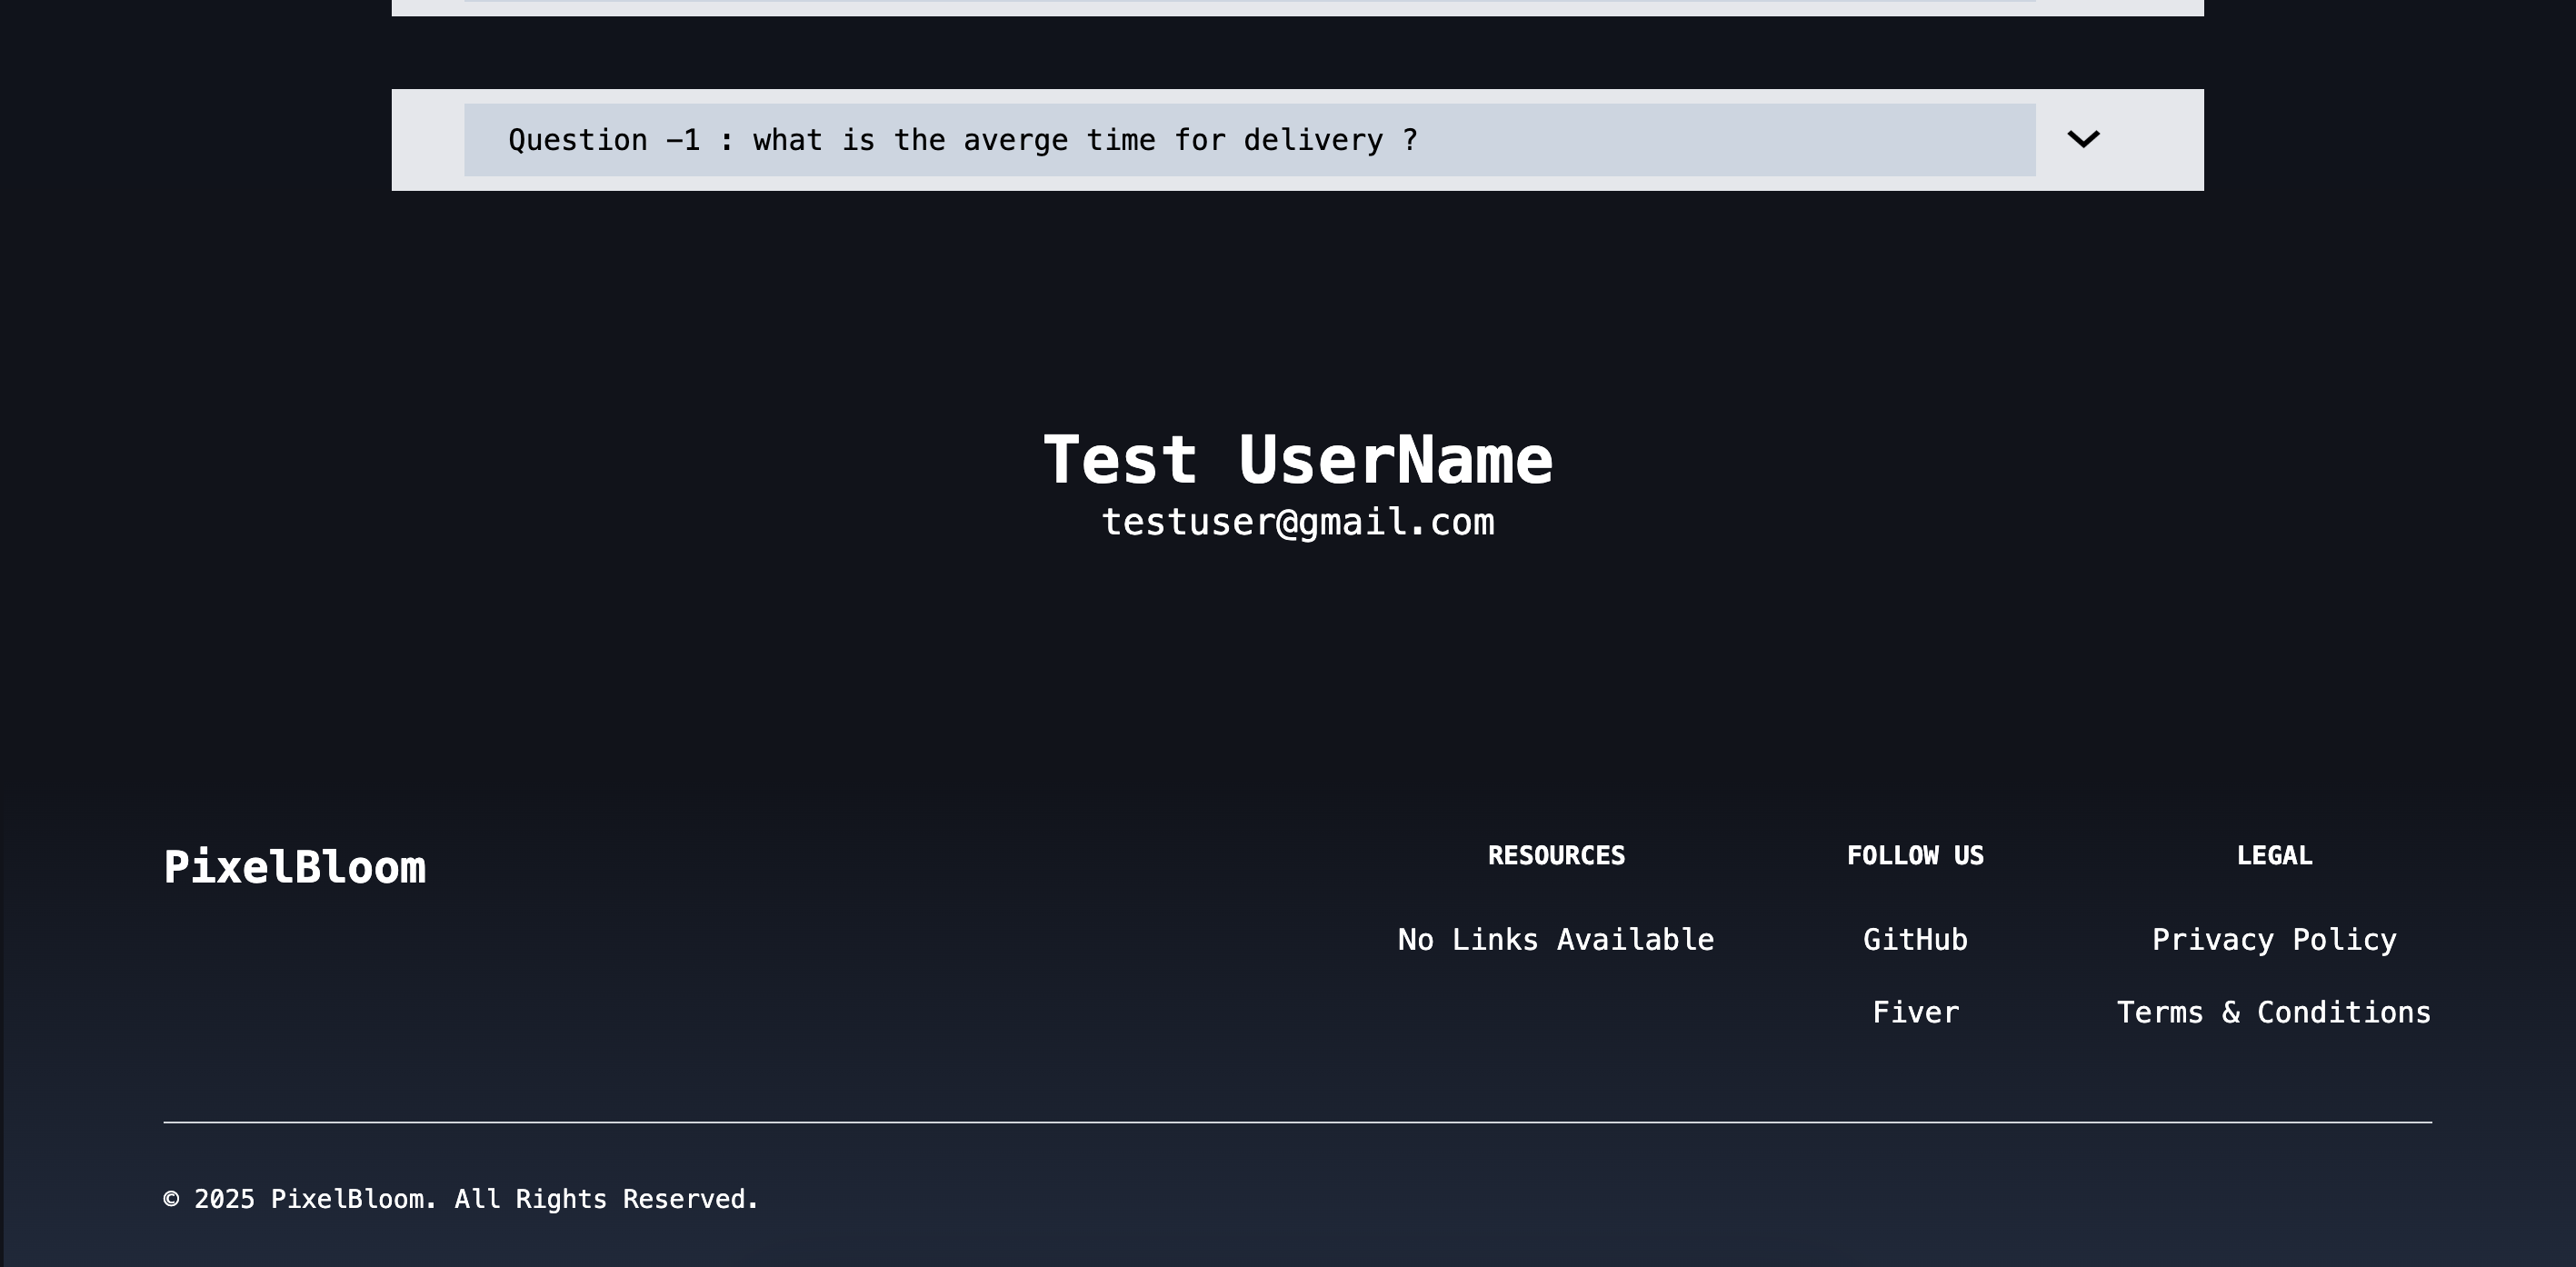 Question -1 : what is the averge time for delivery ?
Test UserName
testuser@gmail.com
PixelBloom
RESOURCES
No Links Available
FOLLOW US
GitHub
Fiver
LEGAL
Privacy Policy
Terms & Conditions
© 2025 PixelBloom. All Rights Reserved.